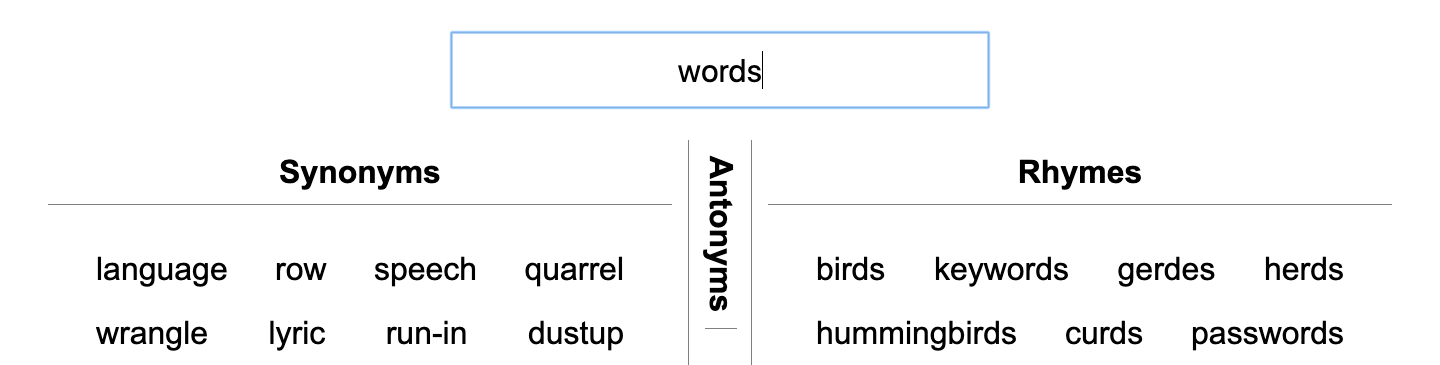 words
Synonyms
Antonyms
Rhymes
language row speech quarrel
wrangle lyric run-in dustup
birds keywords gerdes herds
hummingbirds curds passwords